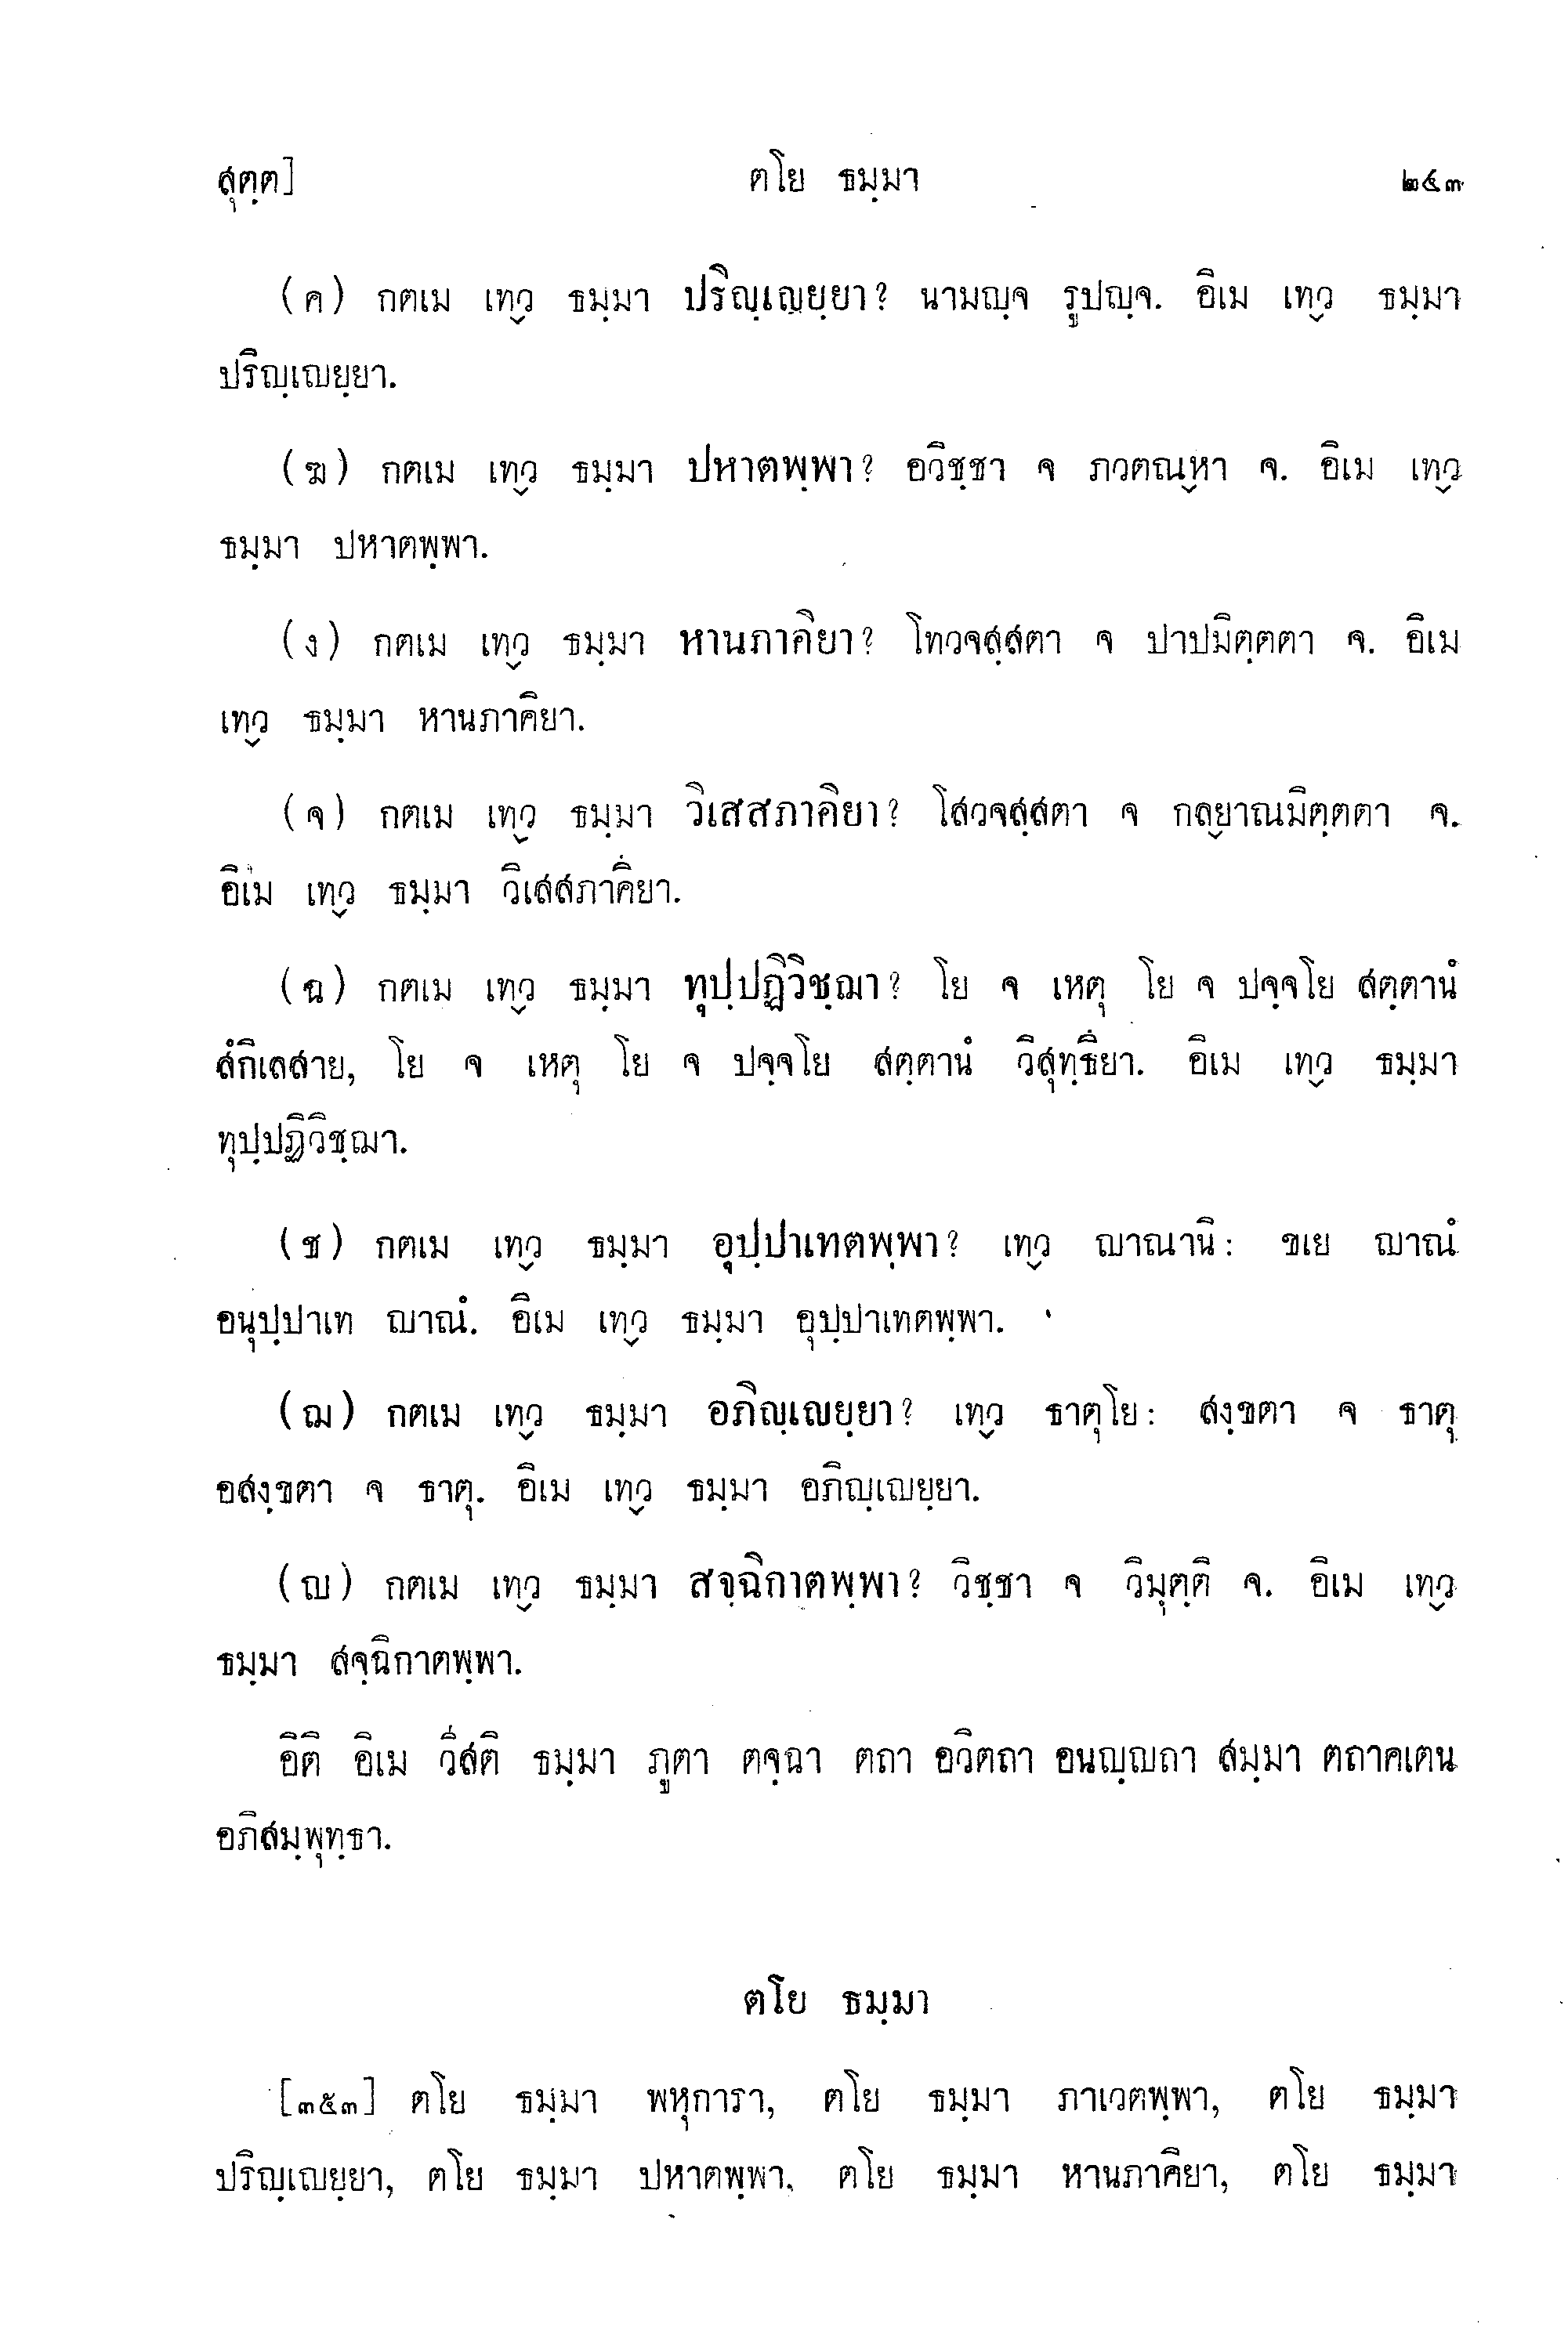 สุตฺต] ตโย ธมฺมา ๒๕๓
(ค) กตเม เทฺว ธมฺมา ปริญฺเญยฺยา? นามญฺจ รูปญฺจ. อิเม เทฺว ธมฺมา
ปริญฺเญยฺยา.
(ฆ) กตเม เทฺว ธมฺมา ปหาตพฺพา? อวิชฺชา จ ภวตณฺหา จ. อิเม เทฺว
ธมฺมา ปหาตพฺพา.
(ง) กตเม เทฺว ธมฺมา หานภาคิยา? โทวจสฺสตา จ ปาปมิตฺตตา จ. อิเม
เทฺว ธมฺมา หานภาคิยา.
(จ) กตเม เทฺว ธมฺมา วิเสสภาคิยา? โสวจสฺสตา จ กลฺยาณมิตฺตตา จ.
อิเม เทฺว ธมฺมา วิเสสภาคิยา.
(ฉ) กตเม เทฺว ธมฺมา ทุปฺปฏิวิชฺฌา? โย จ เหตุ โย จ ปจฺจโย สตฺตานํ
สํกิเลสาย, โย จ เหตุ โย จ ปจฺจโย สตฺตานํ วิสุทฺธิยา. อิเม เทฺว ธมฺมา
ทุปฺปฏิวิชฺฌา.
(ช) กตเม เทฺว ธมฺมา อุปฺปาเทตพฺพา? เทฺว ญาณานิ: ขเย ญาณํ
อนุปฺปาเท ญาณํ. อิเม เทฺว ธมฺมา อุปฺปาเทตพฺพา.
(ฌ) กตเม เทฺว ธมฺมา อภิญฺเญยฺยา? เทฺว ธาตุโย: สงฺขตา จ ธาตุ
อสงฺขตา จ ธาตุ. อิเม เทฺว ธมฺมา อภิญฺเญยฺยา.
(ญ) กตเม เทฺว ธมฺมา สจฺฉิกาตพฺพา? วิชฺชา จ วิมุตฺติ จ. อิเม เทฺว
ธมฺมา สจฺฉิกาตพฺพา.
อิติ อิเม วีสติ ธมฺมา ภูตา ตจฺฉา ตถา อวิตถา อนญฺญถา สมฺมา ตถาคเตน
อภิสมฺพุทฺธา.
ตโย ธมฺมา
[๓๕๓] ตโย ธมฺมา พหุการา, ตโย ธมฺมา ภาเวตพฺพา, ตโย ธมฺมา
ปริญฺเญยฺยา, ตโย ธมฺมา ปหาตพฺพา, ตโย ธมฺมา หานภาคิยา, ตโย ธมฺมา